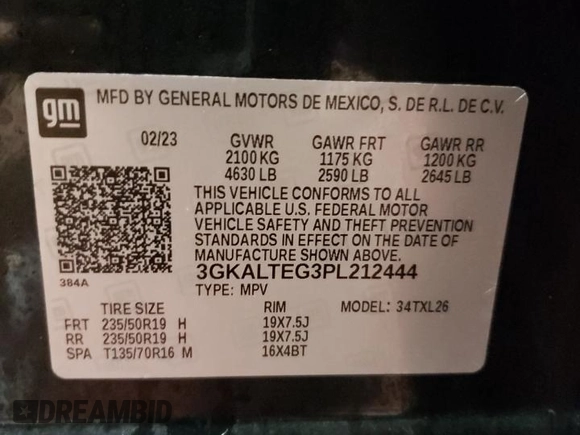 gm
MFD BY GENERAL MOTORS DE MEXICO, S. DE R.L. DE C.V.
02/23 GVWR GAWR FRT GAWR RR
2100 KG 1175 KG 1200 KG
4630 LB 2590 LB 2645 LB
THIS VEHICLE CONFORMS TO ALL
APPLICABLE U.S. FEDERAL MOTOR
VEHICLE SAFETY AND THEFT PREVENTION
STANDARDS IN EFFECT ON THE DATE OF
MANUFACTURE SHOWN ABOVE.
384A
3GKALTEG3PL212444
TYPE: MPV MODEL: 34TXL26
TIRE SIZE RIM
FRT 235/50R19 H 19X7.5J
RR 235/50R19 H 19X7.5J
SPA T135/70R16 M 16X4BT
DREAMBID